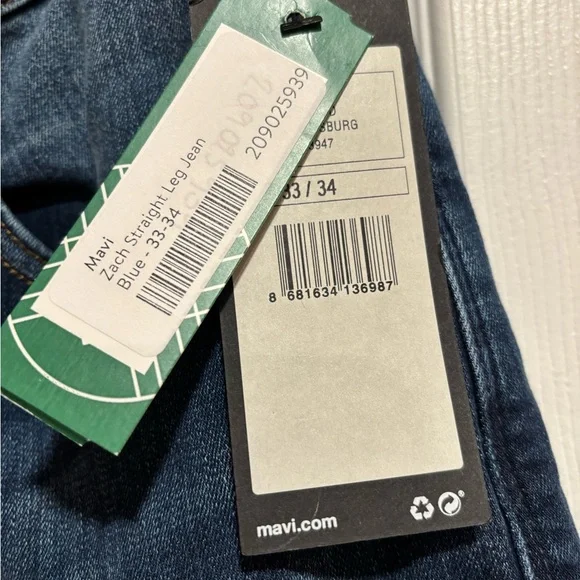 Mavi
Zach Straight Leg Jean
Blue - 33-34
209025939
33 / 34
8 681634 136987
mavi.com